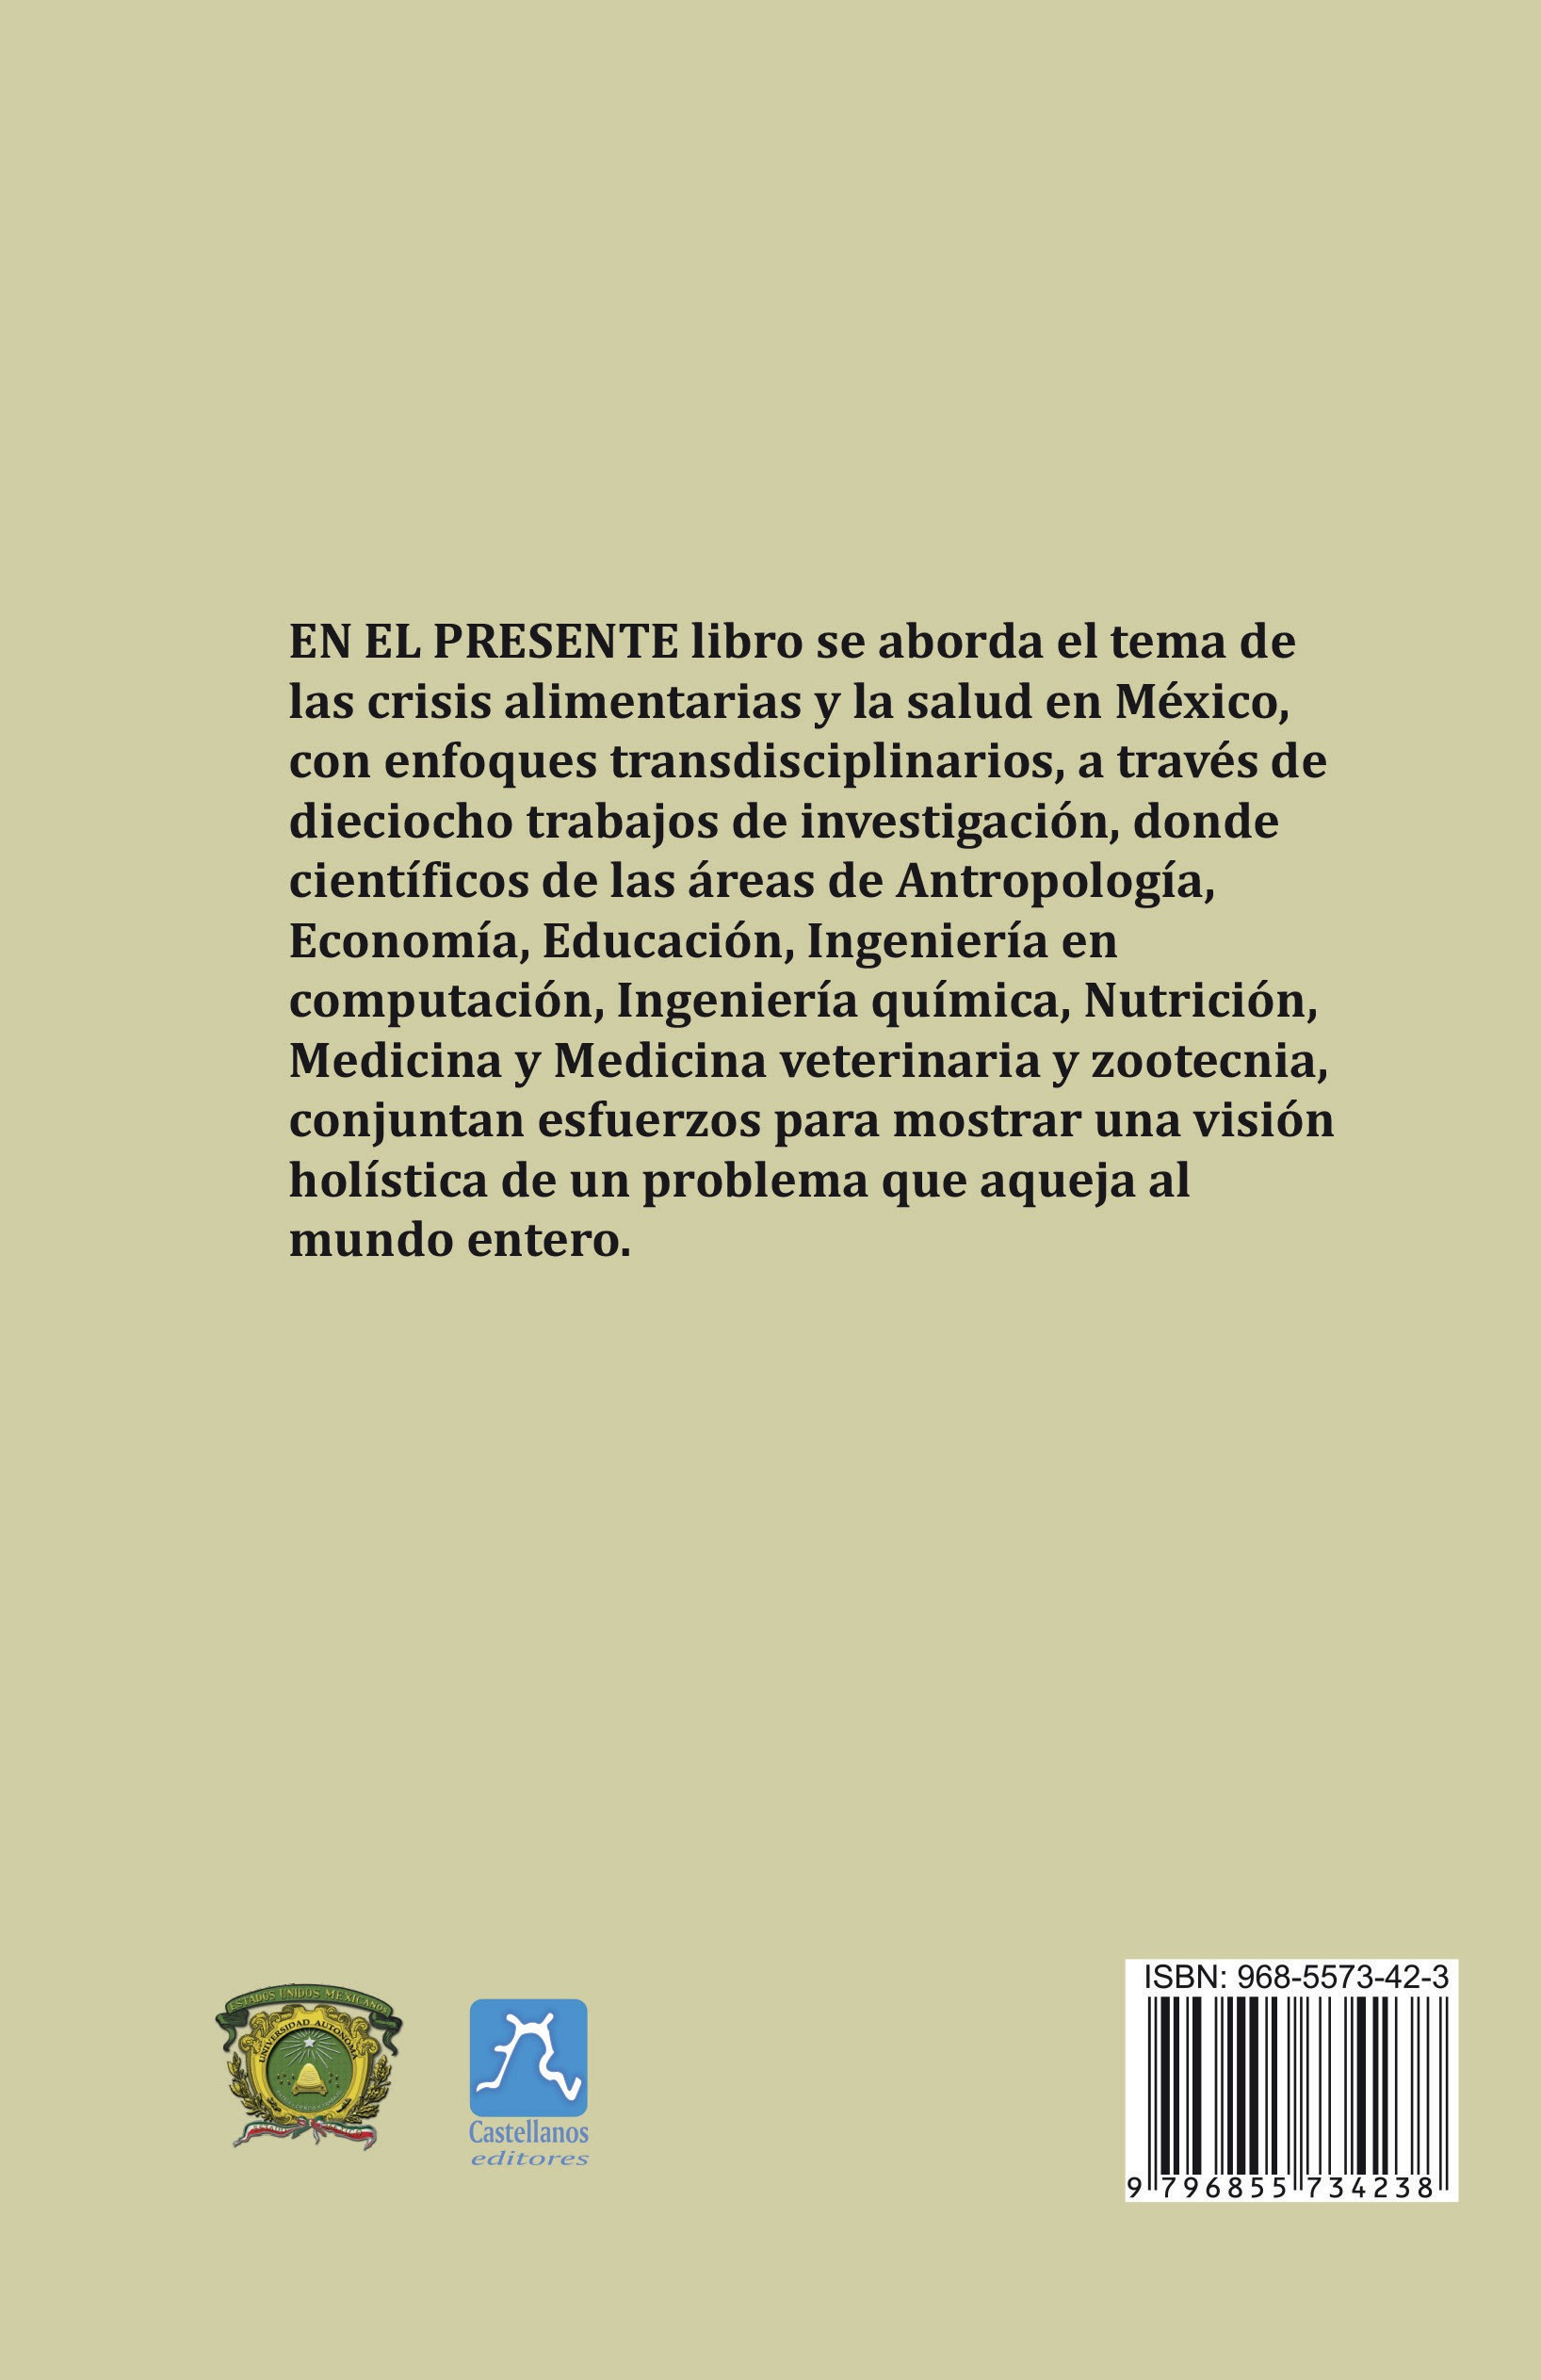 EN EL PRESENTE libro se aborda el tema de
las crisis alimentarias y la salud en México,
con enfoques transdisciplinarios, a través de
dieciocho trabajos de investigación, donde
científicos de las áreas de Antropología,
Economía, Educación, Ingeniería en
computación, Ingeniería química, Nutrición,
Medicina y Medicina veterinaria y zootecnia,
conjuntan esfuerzos para mostrar una visión
holística de un problema que aqueja al
mundo entero.
ESTADOS UNIDOS MEXICANOS
UNIVERSIDAD AUTONOMA
Castellanos
editores
ISBN: 968-5573-42-3
9 796855 734238